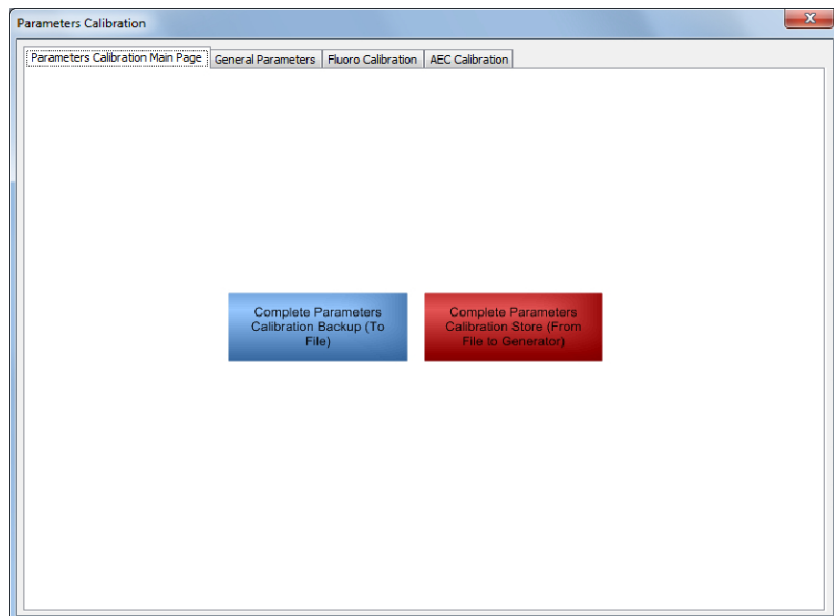 Parameters Calibration
Parameters Calibration Main Page General Parameters Fluoro Calibration AEC Calibration
Complete Parameters
Calibration Backup (To
File)
Complete Parameters
Calibration Store (From
File to Generator)